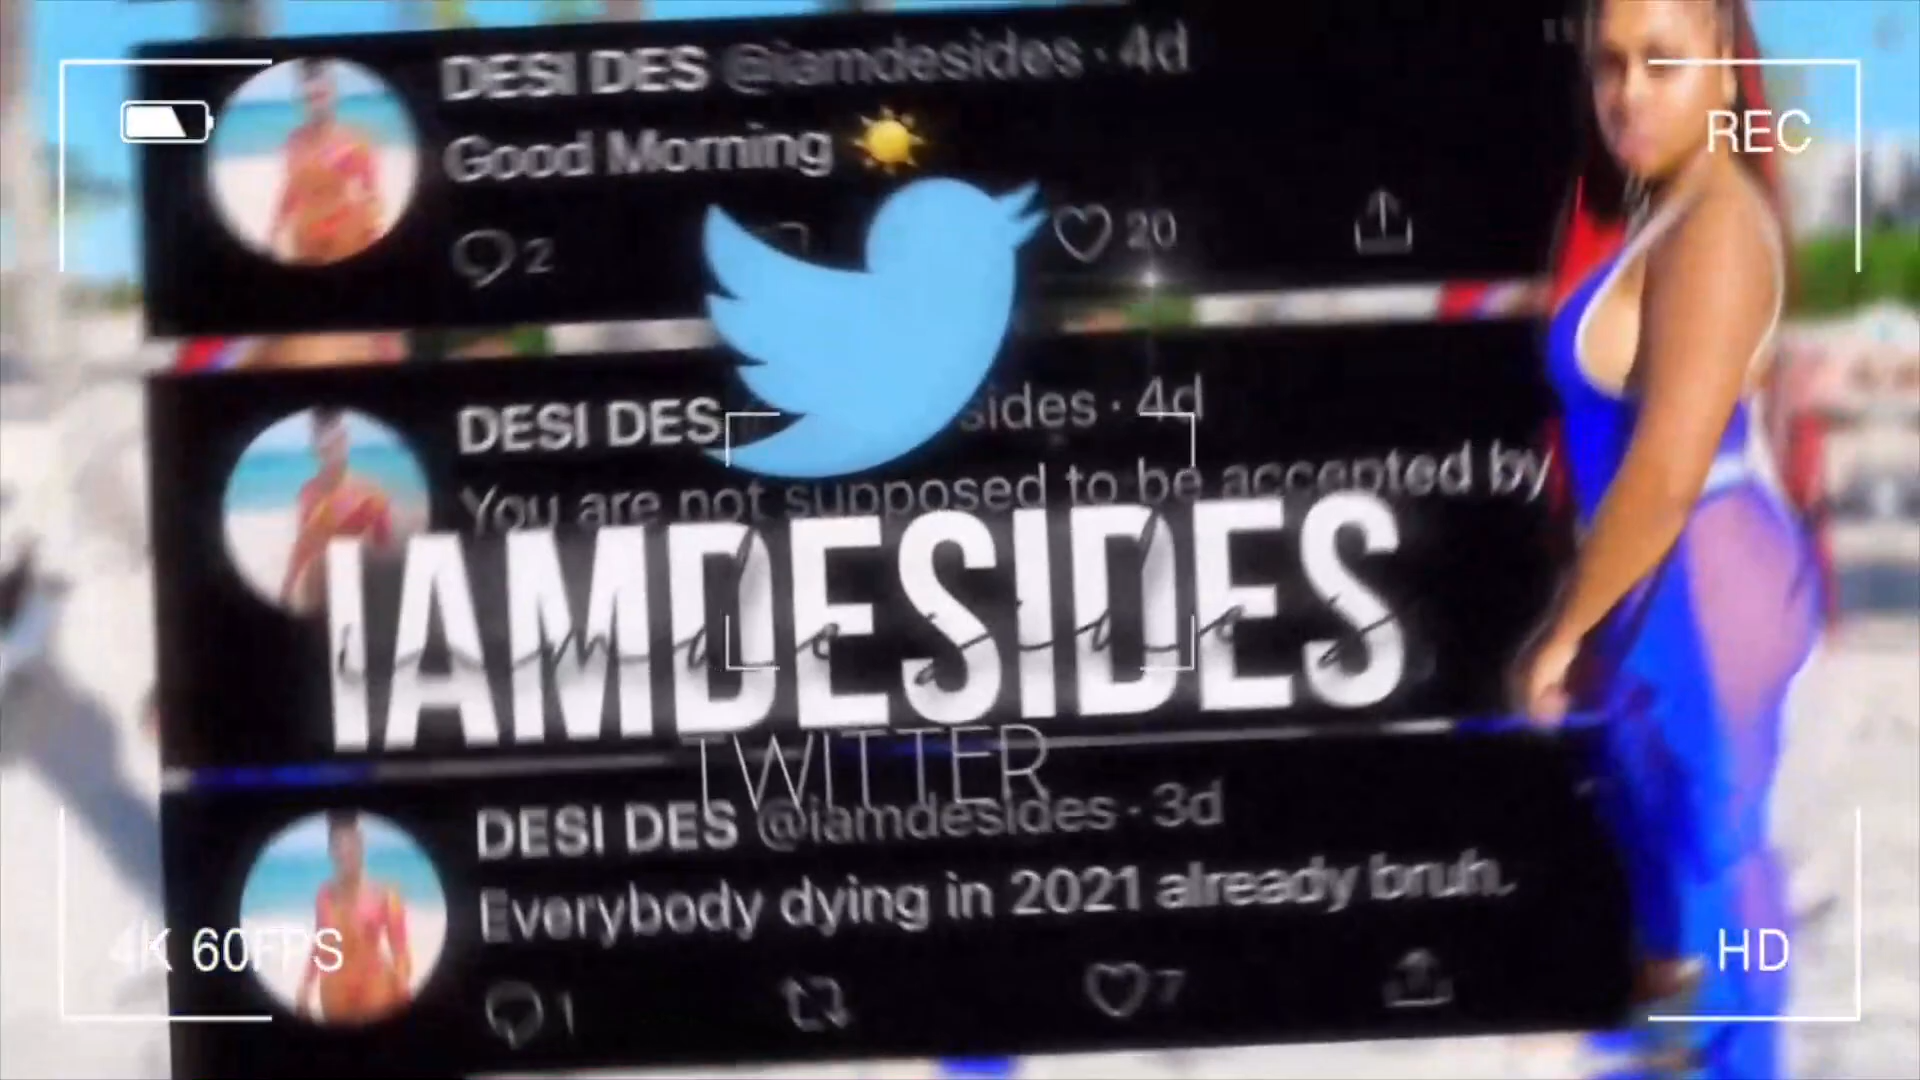 DESI DES @iamdesides · 4d
REC
Good Morning
2
20
DESI DES sides · 4d
You are not supposed to be accepted by
IAMDESIDES
iamdesides
TWITTER
DESI DES @iamdesides · 3d
Everybody dying in 2021 already bruh.
4K 60FPS
HD
1
7